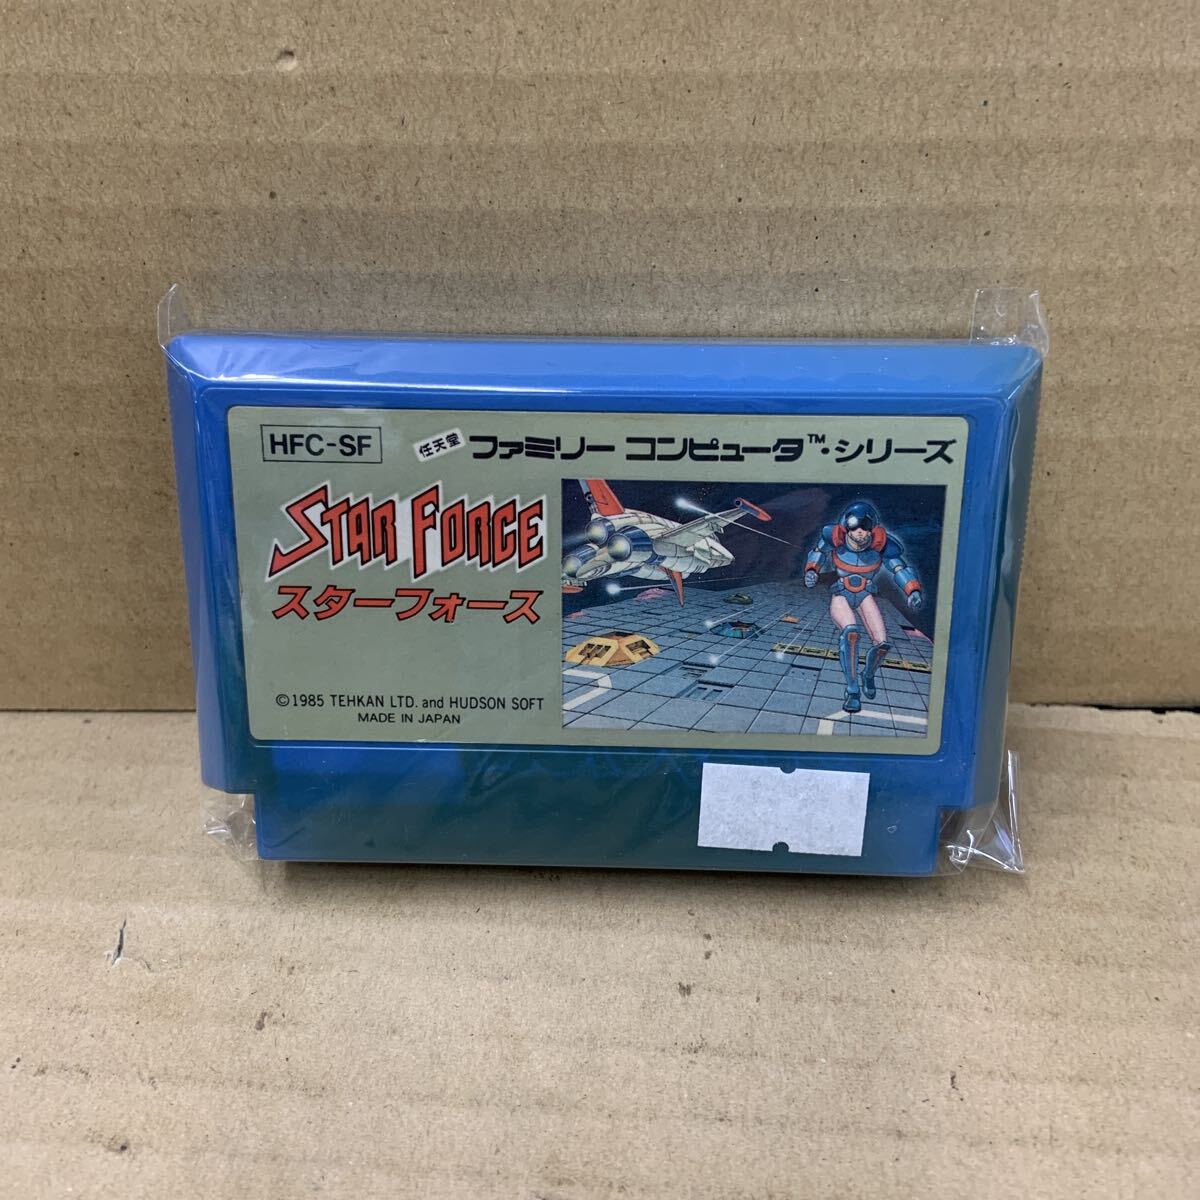 HFC-SF
任天堂 ファミリー コンピュータ™・シリーズ
STAR FORCE
スターフォース
©1985 TEHKAN LTD. and HUDSON SOFT
MADE IN JAPAN